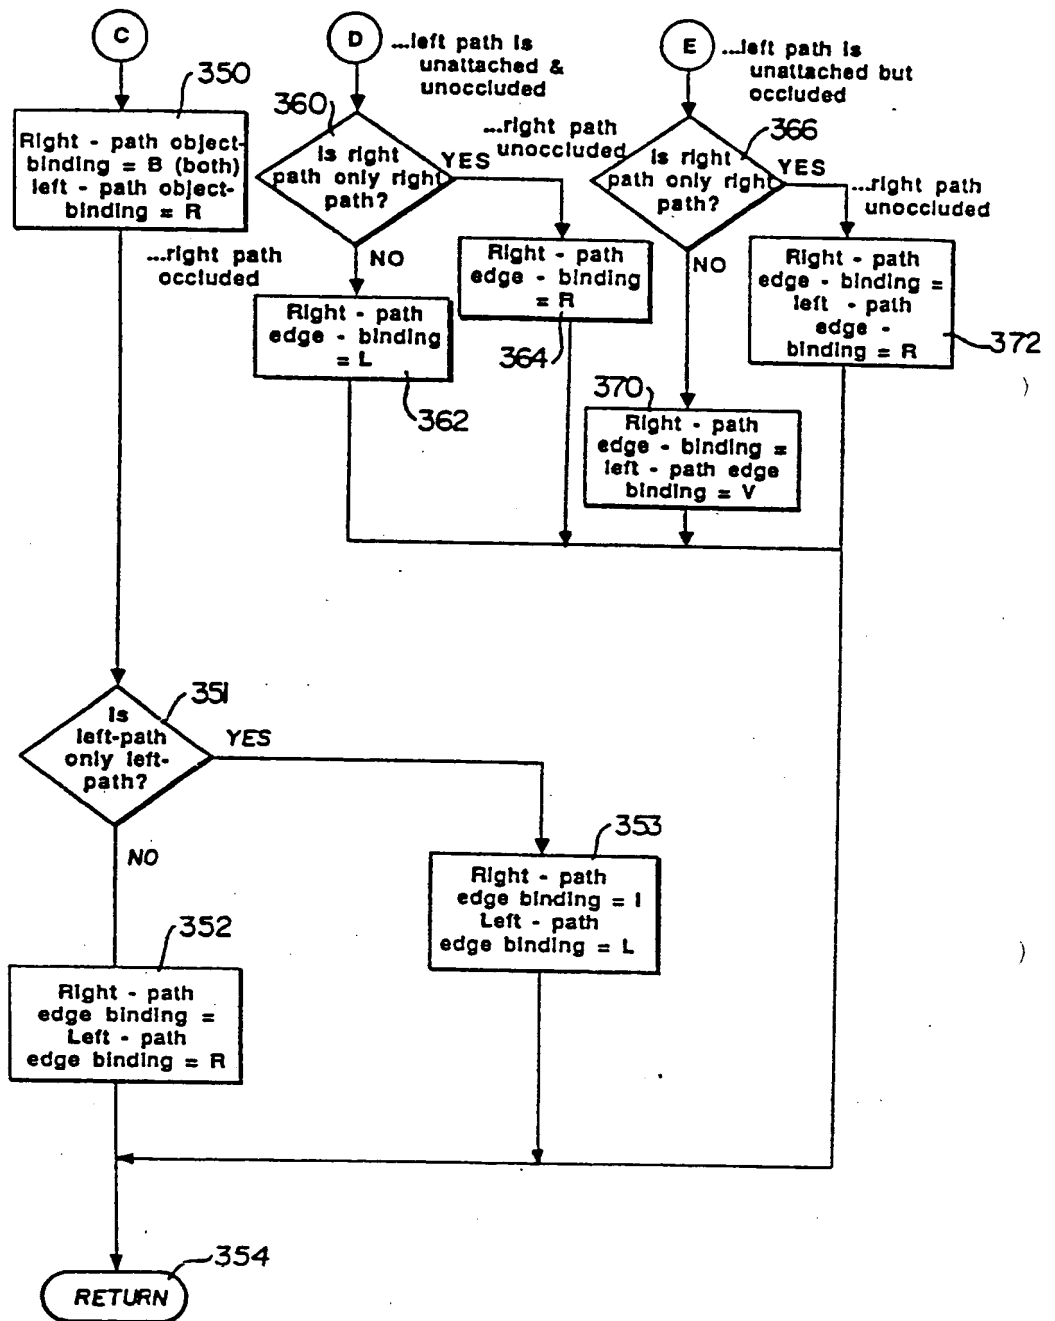 C
350
Right - path object-
binding = B (both)
left - path object-
binding = R
D
...left path is
unattached &
unoccluded
360
Is right
path only right
path?
YES
...right path
unoccluded
NO
...right path
occluded
Right - path
edge - binding
= L
362
Right - path
edge - binding
= R
364
E
...left path is
unattached but
occluded
366
Is right
path only right
path?
YES
...right path
unoccluded
NO
Right - path
edge - binding =
left - path
edge -
binding = R
372
370
Right - path
edge - binding =
left - path edge
binding = V
351
Is
left-path
only left-
path?
YES
NO
353
Right - path
edge binding = I
Left - path
edge binding = L
352
Right - path
edge binding =
Left - path
edge binding = R
354
RETURN